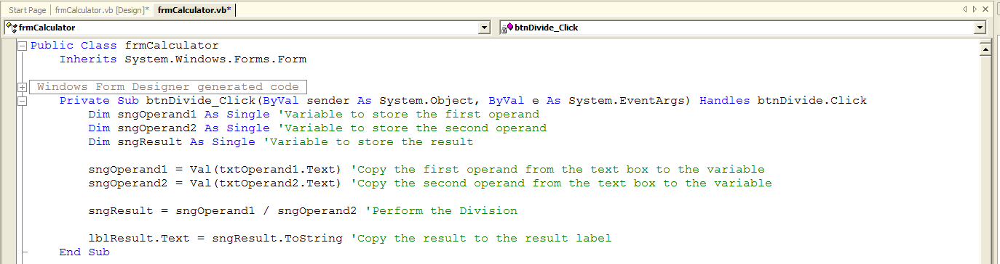 Start Page frmCalculator.vb [Design]* frmCalculator.vb*
frmCalculator btnDivide_Click
Public Class frmCalculator
Inherits System.Windows.Forms.Form
Windows Form Designer generated code
Private Sub btnDivide_Click(ByVal sender As System.Object, ByVal e As System.EventArgs) Handles btnDivide.Click
Dim sngOperand1 As Single 'Variable to store the first operand
Dim sngOperand2 As Single 'Variable to store the second operand
Dim sngResult As Single 'Variable to store the result
sngOperand1 = Val(txtOperand1.Text) 'Copy the first operand from the text box to the variable
sngOperand2 = Val(txtOperand2.Text) 'Copy the second operand from the text box to the variable
sngResult = sngOperand1 / sngOperand2 'Perform the Division
lblResult.Text = sngResult.ToString 'Copy the result to the result label
End Sub